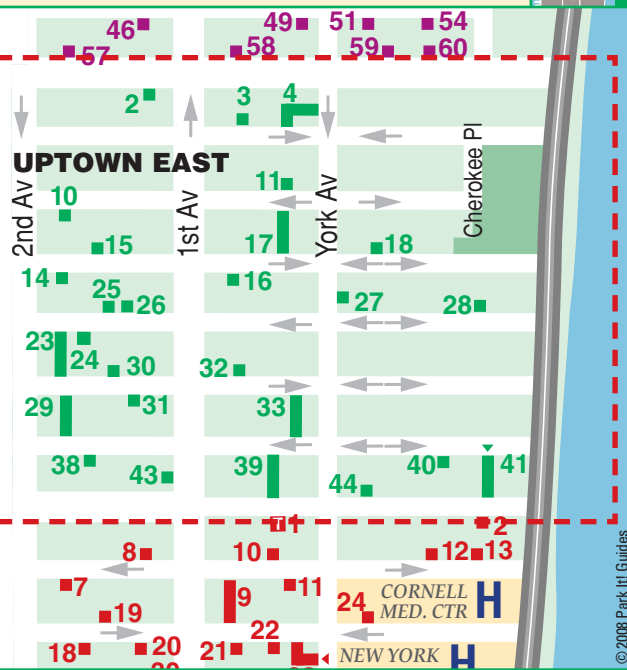 46 49 51 54
57 58 59 60
2 3 4
UPTOWN EAST
Cherokee Pl
2nd Av
1st Av
York Av
10 11
15 17 18
14 16
25 26 27 28
23 24 30 32
29 31 33
38 43 39 44 40 41
1 2
8 10 12 13
7 9 11 24 CORNELL H
MED. CTR
19
18 20 21 22 NEW YORK H
© 2008 Park It! Guides